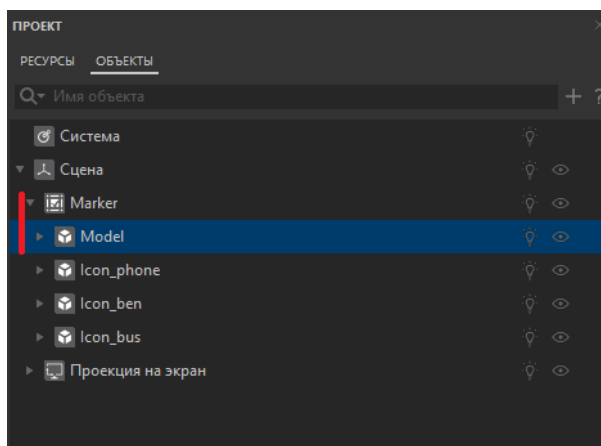 ПРОЕКТ
РЕСУРСЫ ОБЪЕКТЫ
Имя объекта
Система
Сцена
Marker
Model
Icon_phone
Icon_ben
Icon_bus
Проекция на экран